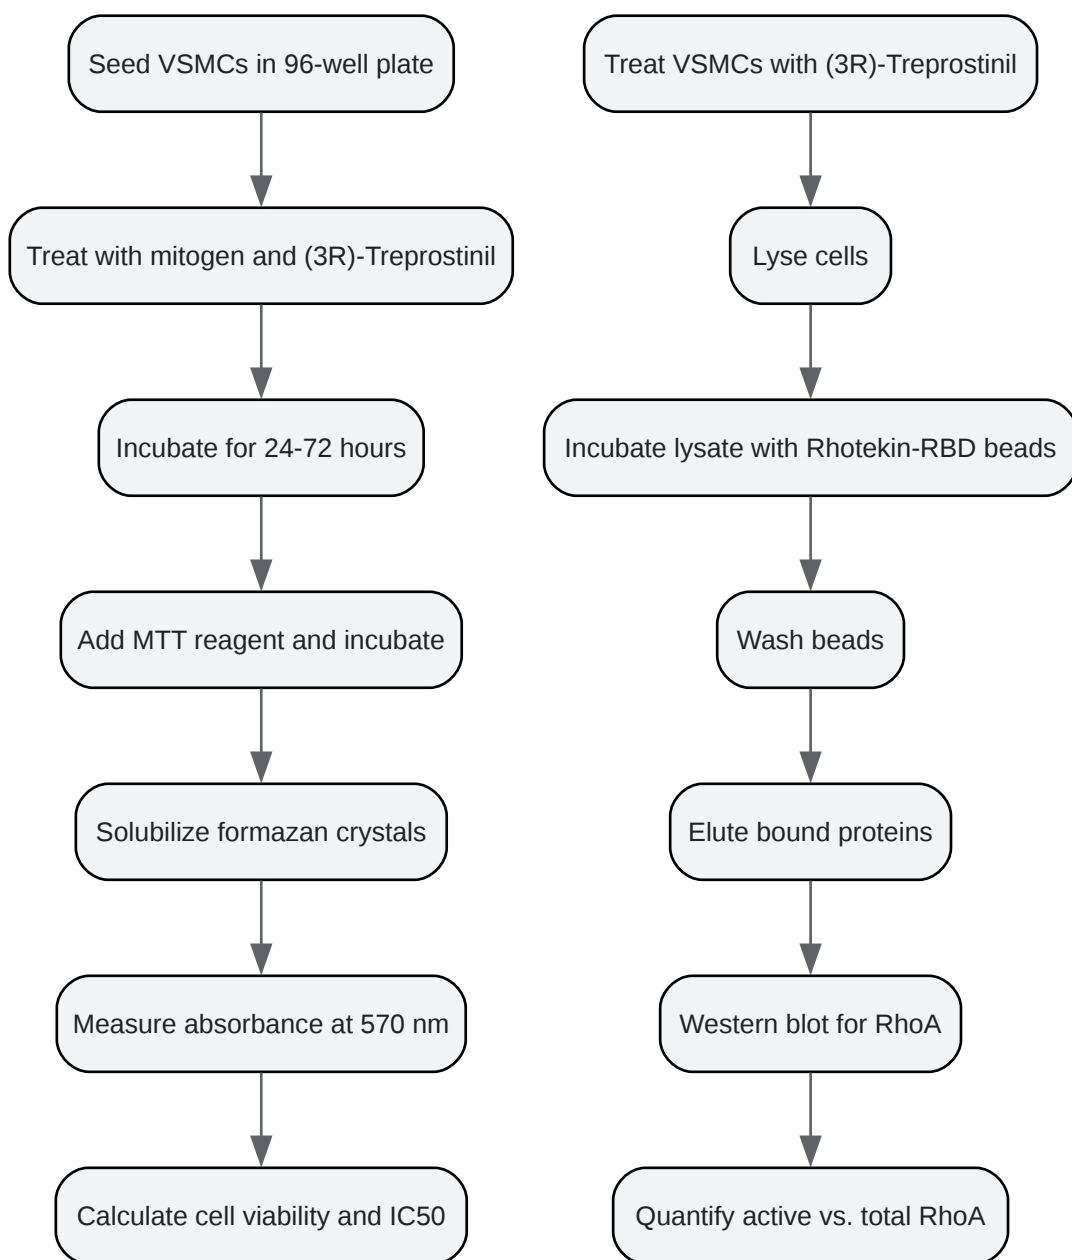 Seed VSMCs in 96-well plate
Treat with mitogen and (3R)-Treprostinil
Incubate for 24-72 hours
Add MTT reagent and incubate
Solubilize formazan crystals
Measure absorbance at 570 nm
Calculate cell viability and IC50
Treat VSMCs with (3R)-Treprostinil
Lyse cells
Incubate lysate with Rhotekin-RBD beads
Wash beads
Elute bound proteins
Western blot for RhoA
Quantify active vs. total RhoA